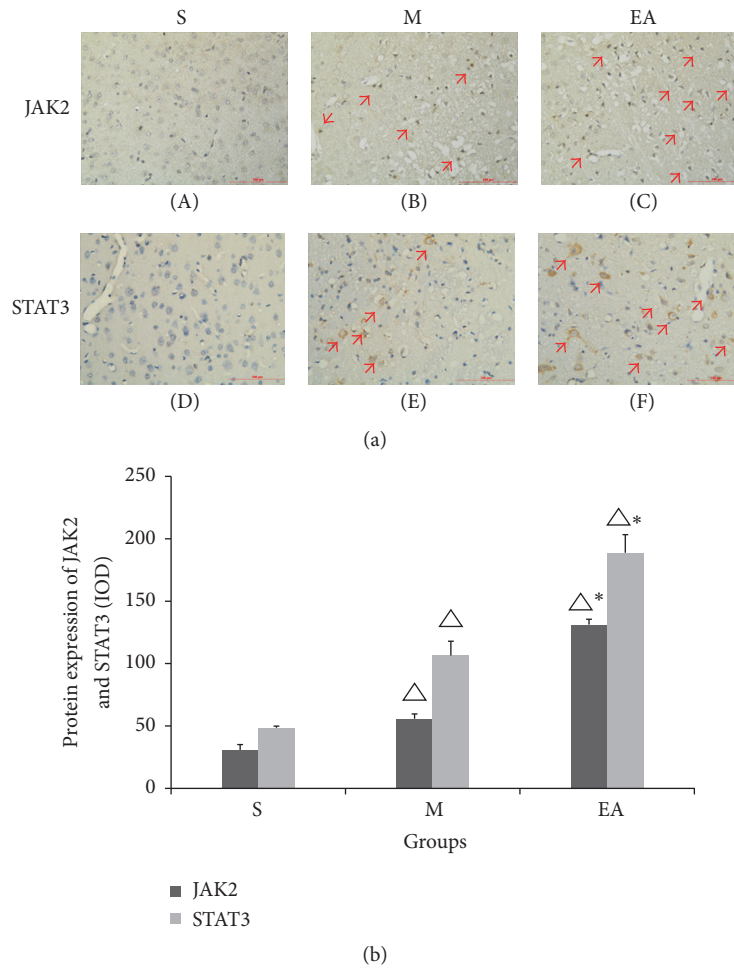 S M EA
JAK2
(A) (B) (C)
STAT3
(D) (E) (F)
(a)
250
200
150
100
50
0
Protein expression of JAK2
and STAT3 (IOD)
△ △ △* △*
S M EA
Groups
JAK2
STAT3
(b)